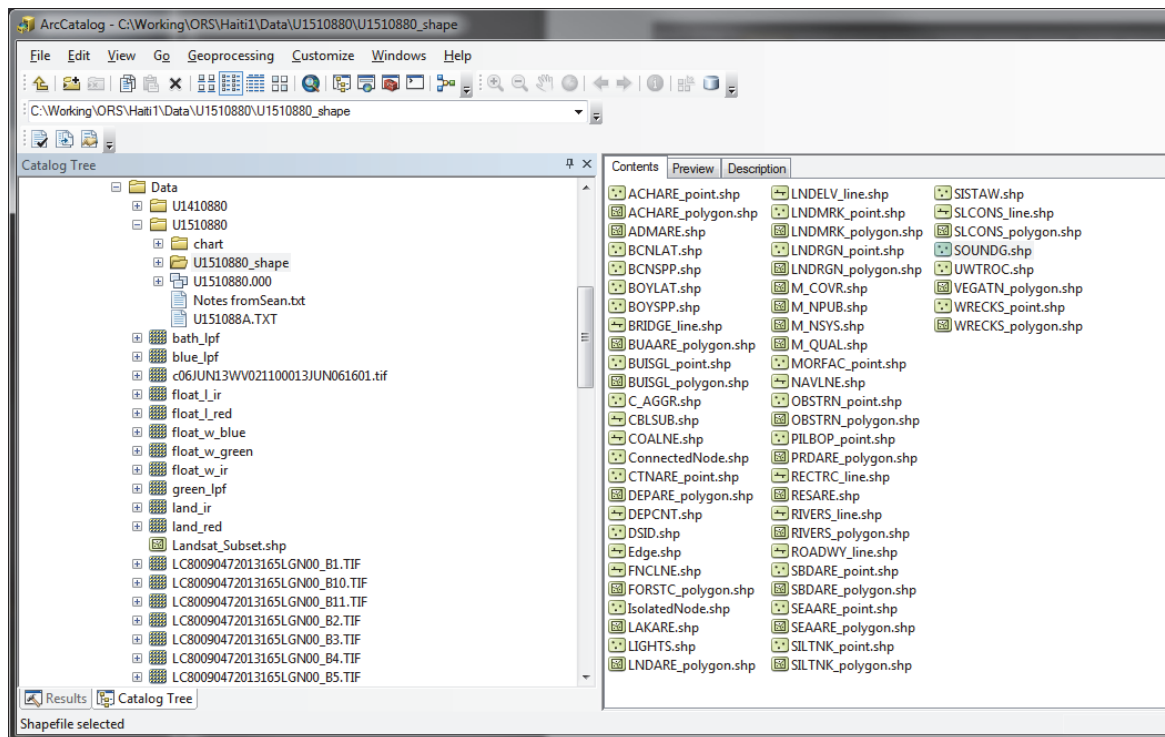 ArcCatalog - C:\Working\ORS\Haiti1\Data\U1510880\U1510880_shape
File Edit View Go Geoprocessing Customize Windows Help
C:\Working\ORS\Haiti1\Data\U1510880\U1510880_shape
Catalog Tree
Data
U1410880
U1510880
chart
U1510880_shape
U1510880.000
Notes fromSean.txt
U151088A.TXT
bath_lpf
blue_lpf
c06JUN13WV021100013JUN061601.tif
float_l_ir
float_l_red
float_w_blue
float_w_green
float_w_ir
green_lpf
land_ir
land_red
Landsat_Subset.shp
LC80090472013165LGN00_B1.TIF
LC80090472013165LGN00_B10.TIF
LC80090472013165LGN00_B11.TIF
LC80090472013165LGN00_B2.TIF
LC80090472013165LGN00_B3.TIF
LC80090472013165LGN00_B4.TIF
LC80090472013165LGN00_B5.TIF
Results Catalog Tree
Shapefile selected
Contents Preview Description
ACHARE_point.shp
ACHARE_polygon.shp
ADMARE.shp
BCNLAT.shp
BCNSPP.shp
BOYLAT.shp
BOYSPP.shp
BRIDGE_line.shp
BUAARE_polygon.shp
BUISGL_point.shp
BUISGL_polygon.shp
C_AGGR.shp
CBLSUB.shp
COALNE.shp
ConnectedNode.shp
CTNARE_point.shp
DEPARE_polygon.shp
DEPCNT.shp
DSID.shp
Edge.shp
FNCLNE.shp
FORSTC_polygon.shp
IsolatedNode.shp
LAKARE.shp
LIGHTS.shp
LNDARE_polygon.shp
LNDELV_line.shp
LNDMRK_point.shp
LNDMRK_polygon.shp
LNDRGN_point.shp
LNDRGN_polygon.shp
M_COVR.shp
M_NPUB.shp
M_NSYS.shp
M_QUAL.shp
MORFAC_point.shp
NAVLNE.shp
OBSTRN_point.shp
OBSTRN_polygon.shp
PILBOP_point.shp
PRDARE_polygon.shp
RECTRC_line.shp
RESARE.shp
RIVERS_line.shp
RIVERS_polygon.shp
ROADWY_line.shp
SBDARE_point.shp
SBDARE_polygon.shp
SEAARE_point.shp
SEAARE_polygon.shp
SILTNK_point.shp
SILTNK_polygon.shp
SISTAW.shp
SLCONS_line.shp
SLCONS_polygon.shp
SOUNDG.shp
UWTROC.shp
VEGATN_polygon.shp
WRECKS_point.shp
WRECKS_polygon.shp